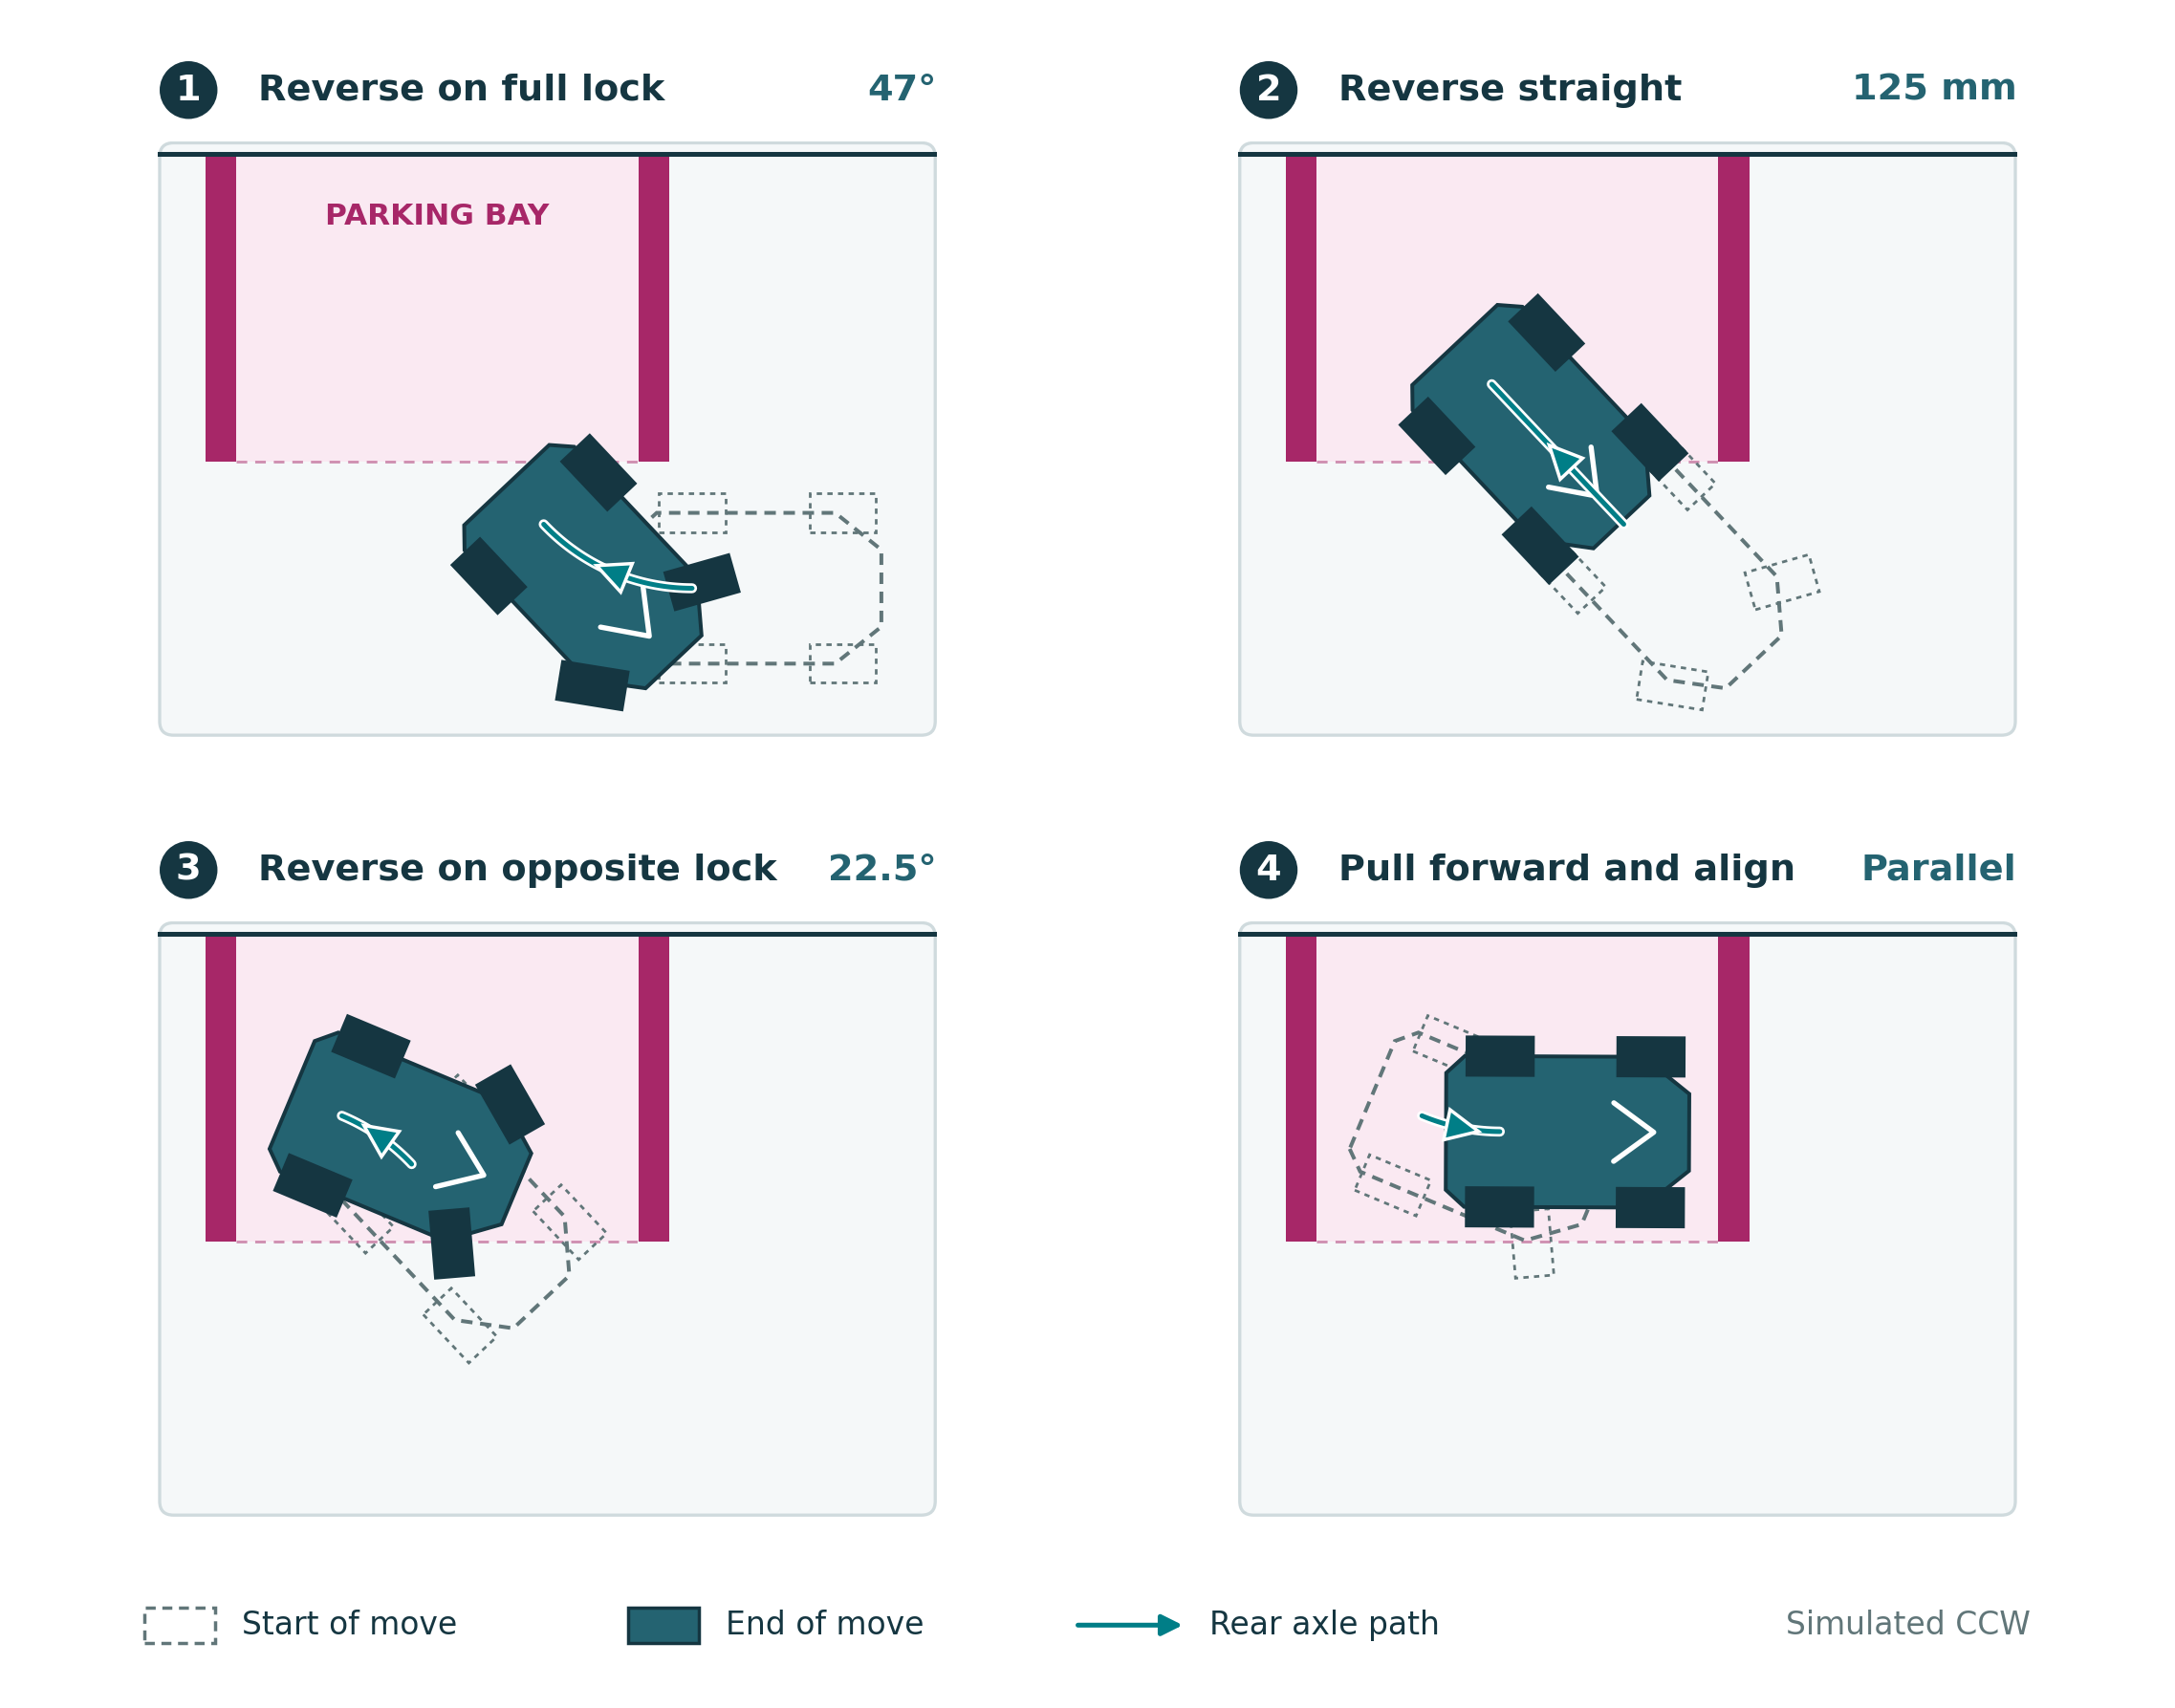 1 Reverse on full lock 47°
PARKING BAY
2 Reverse straight 125 mm
3 Reverse on opposite lock 22.5°
4 Pull forward and align Parallel
Start of move
End of move
Rear axle path
Simulated CCW